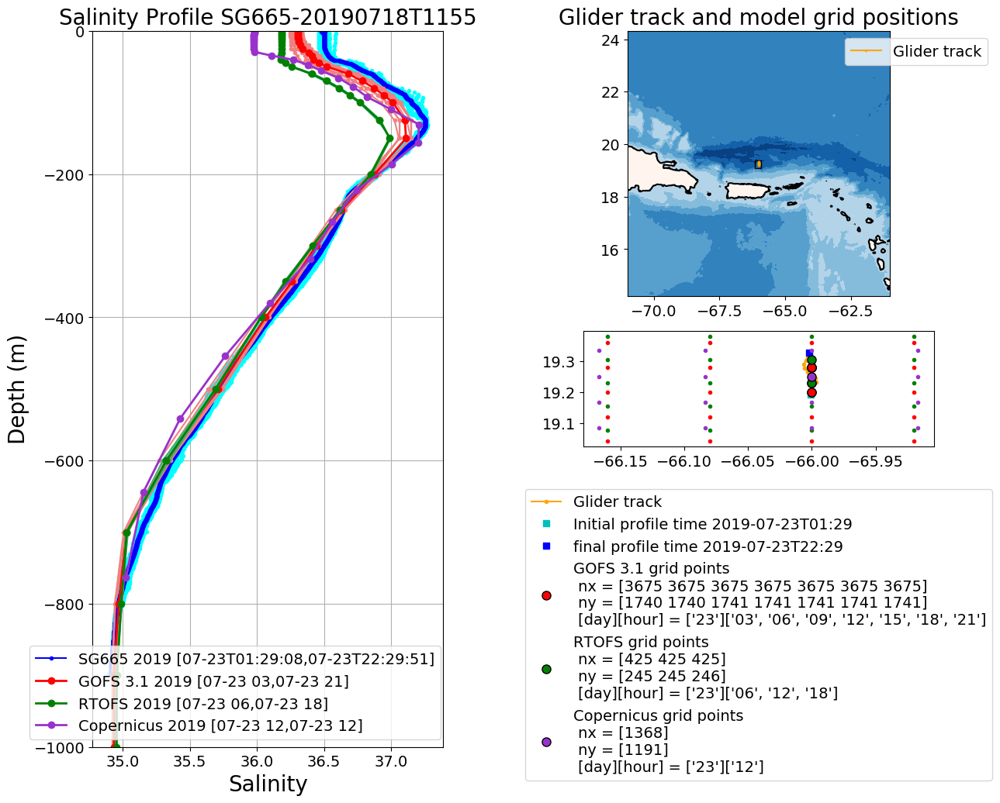 Salinity Profile SG665-20190718T1155
0
−200
−400
−600
−800
−1000
Depth (m)
35.0 35.5 36.0 36.5 37.0
Salinity
SG665 2019 [07-23T01:29:08,07-23T22:29:51]
GOFS 3.1 2019 [07-23 03,07-23 21]
RTOFS 2019 [07-23 06,07-23 18]
Copernicus 2019 [07-23 12,07-23 12]
Glider track and model grid positions
Glider track
24
22
20
18
16
−70.0 −67.5 −65.0 −62.5
19.3
19.2
19.1
−66.15 −66.10 −66.05 −66.00 −65.95
Glider track
Initial profile time 2019-07-23T01:29
final profile time 2019-07-23T22:29
GOFS 3.1 grid points
nx = [3675 3675 3675 3675 3675 3675 3675]
ny = [1740 1740 1741 1741 1741 1741 1741]
[day][hour] = ['23']['03', '06', '09', '12', '15', '18', '21']
RTOFS grid points
nx = [425 425 425]
ny = [245 245 246]
[day][hour] = ['23']['06', '12', '18']
Copernicus grid points
nx = [1368]
ny = [1191]
[day][hour] = ['23']['12']